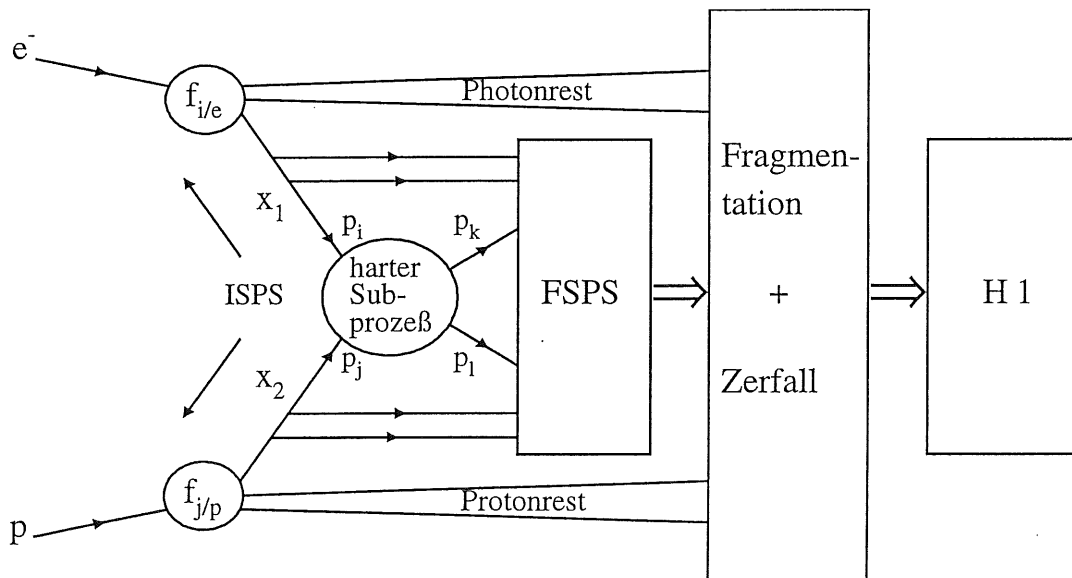 e⁻
f_{i/e}
Photonrest
x_1
p_i
p_k
harter
Sub-
prozeß
ISPS
FSPS
Fragmen-
tation
+
Zerfall
H 1
x_2
p_j
p_l
f_{j/p}
Protonrest
p